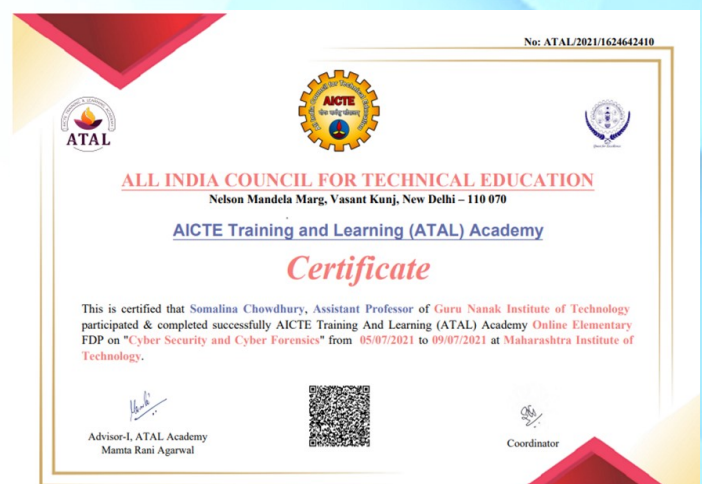 No: ATAL/2021/1624642410
AICTE
ATAL
ALL INDIA COUNCIL FOR TECHNICAL EDUCATION
Nelson Mandela Marg, Vasant Kunj, New Delhi – 110 070
AICTE Training and Learning (ATAL) Academy
Certificate
This is certified that Somalina Chowdhury, Assistant Professor of Guru Nanak Institute of Technology
participated & completed successfully AICTE Training And Learning (ATAL) Academy Online Elementary
FDP on "Cyber Security and Cyber Forensics" from 05/07/2021 to 09/07/2021 at Maharashtra Institute of
Technology.
Advisor-I, ATAL Academy
Mamta Rani Agarwal
Coordinator